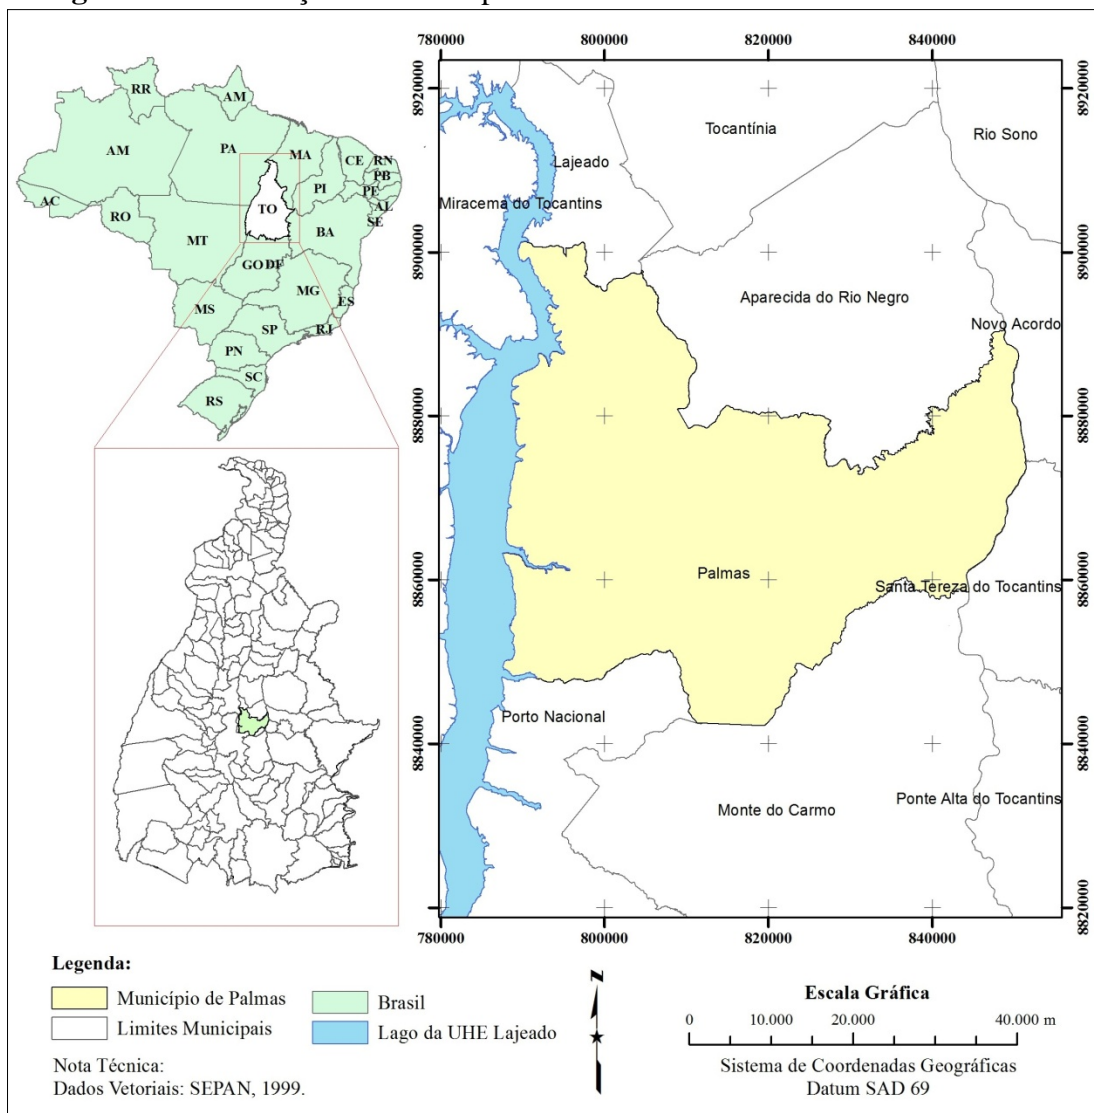 780000 800000 820000 840000
8920000 8920000
8900000 8900000
8880000 8880000
8860000 8860000
8840000 8840000
8820000 8820000
780000 800000 820000 840000
RR
AM
AM
PA
MA
CE
RN
PB
PE
AL
SE
PI
AC
RO
TO
MT
BA
GO
DF
MG
ES
MS
SP
RJ
PN
SC
RS
Tocantínia
Rio Sono
Lajeado
Miracema do Tocantins
Aparecida do Rio Negro
Novo Acordo
Palmas
Santa Tereza do Tocantins
Porto Nacional
Monte do Carmo
Ponte Alta do Tocantins
Legenda:
Município de Palmas
Limites Municipais
Brasil
Lago da UHE Lajeado
Nota Técnica:
Dados Vetoriais: SEPAN, 1999.
N
Escala Gráfica
0 10.000 20.000 40.000 m
Sistema de Coordenadas Geográficas
Datum SAD 69